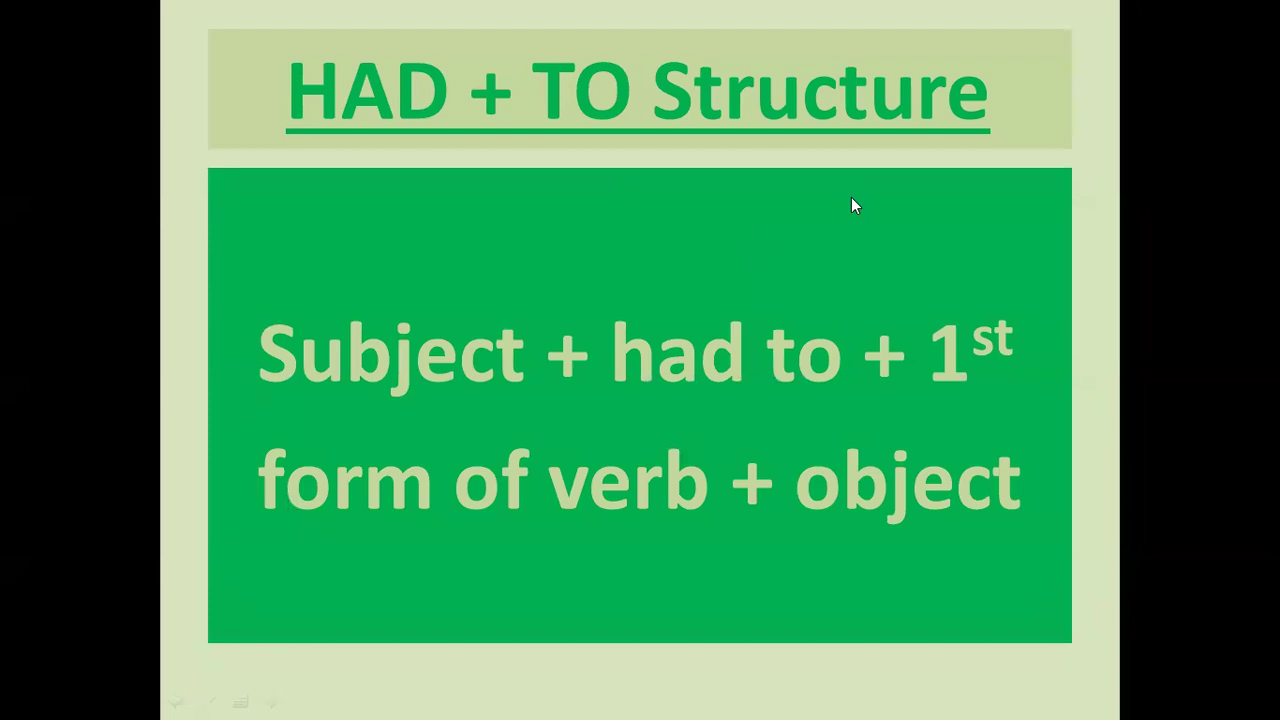 HAD + TO Structure
Subject + had to + 1st
form of verb + object